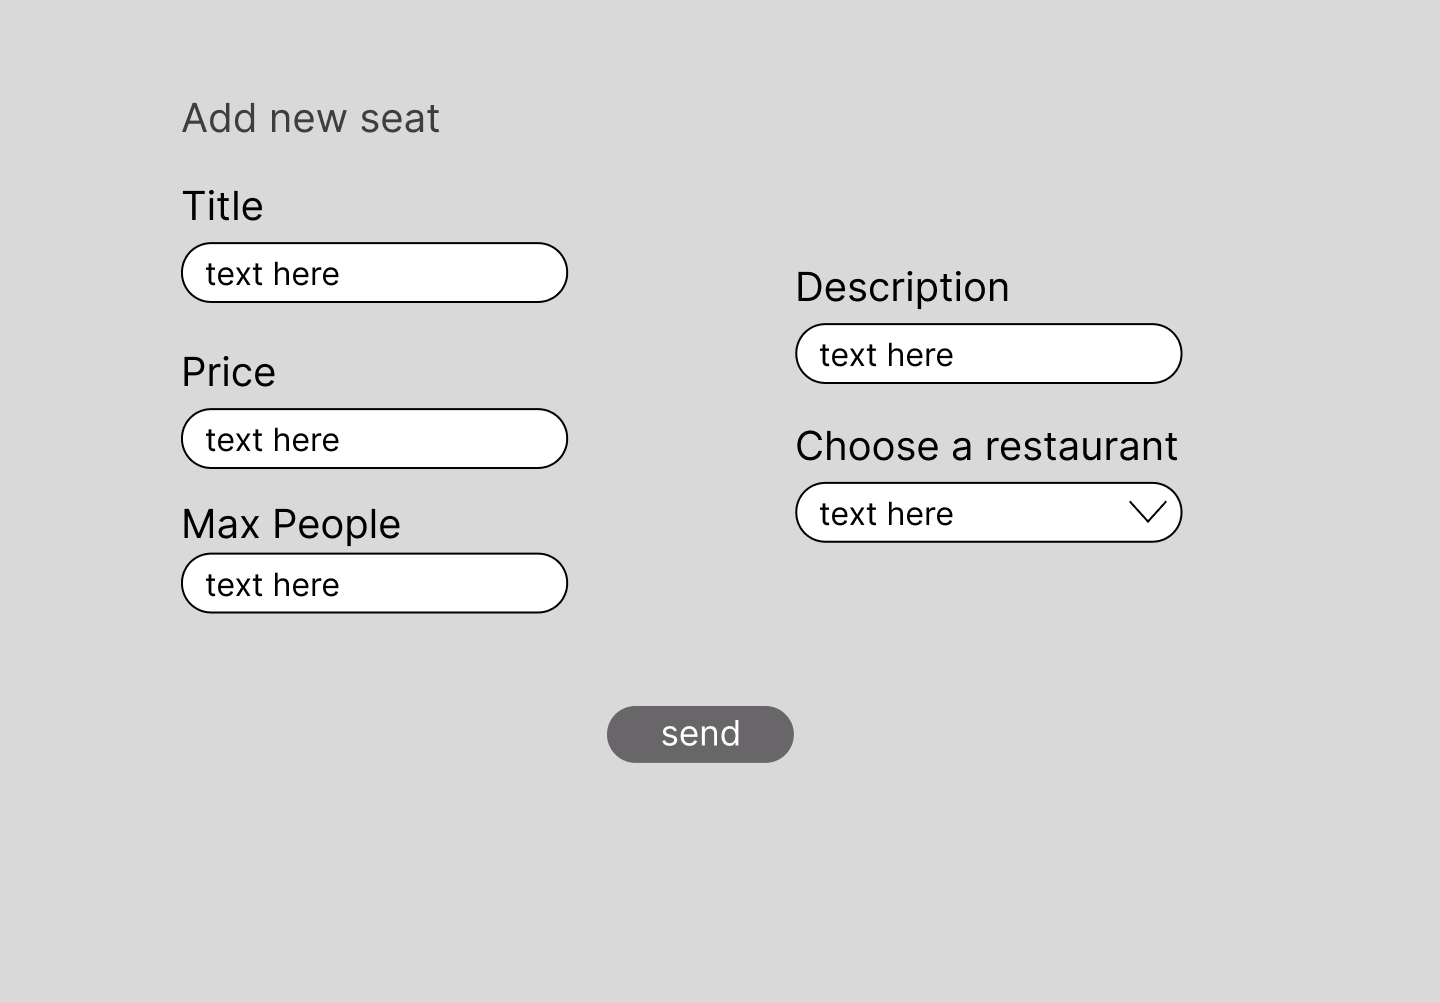 Add new seat
Title
text here
Price
text here
Max People
text here
Description
text here
Choose a restaurant
text here
send